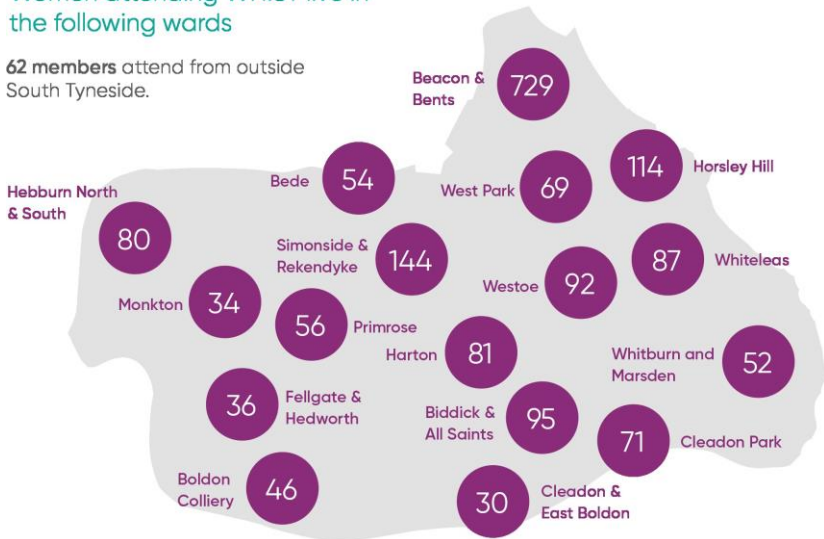 the following wards
62 members attend from outside
South Tyneside.
Beacon &
Bents
729
Bede
54
West Park
69
114
Horsley Hill
Hebburn North
& South
80
Simonside &
Rekendyke
144
Westoe
92
87
Whiteleas
Monkton
34
56
Primrose
Harton
81
Whitburn and
Marsden
52
36
Fellgate &
Hedworth
Biddick &
All Saints
95
71
Cleadon Park
Boldon
Colliery
46
30
Cleadon &
East Boldon